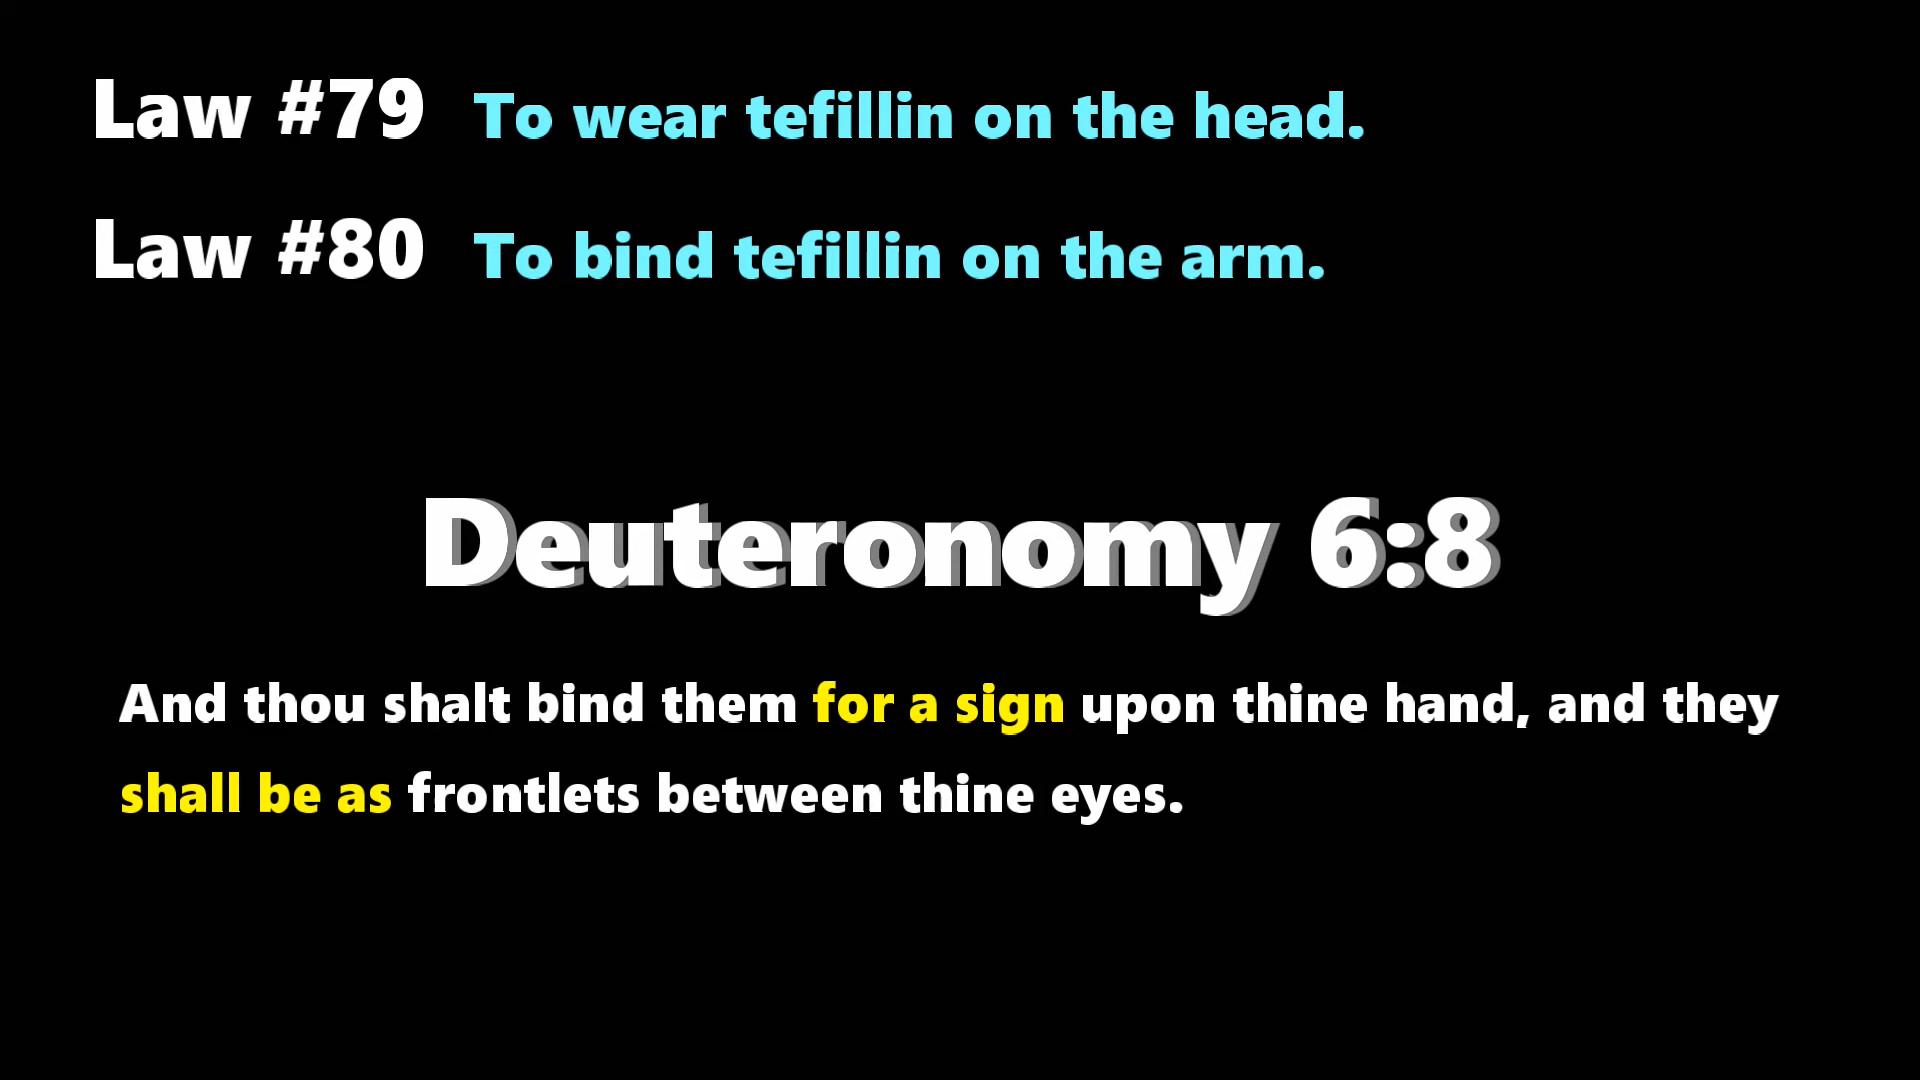 Law #79 To wear tefillin on the head.
Law #80 To bind tefillin on the arm.
Deuteronomy 6:8
And thou shalt bind them for a sign upon thine hand, and they
shall be as frontlets between thine eyes.